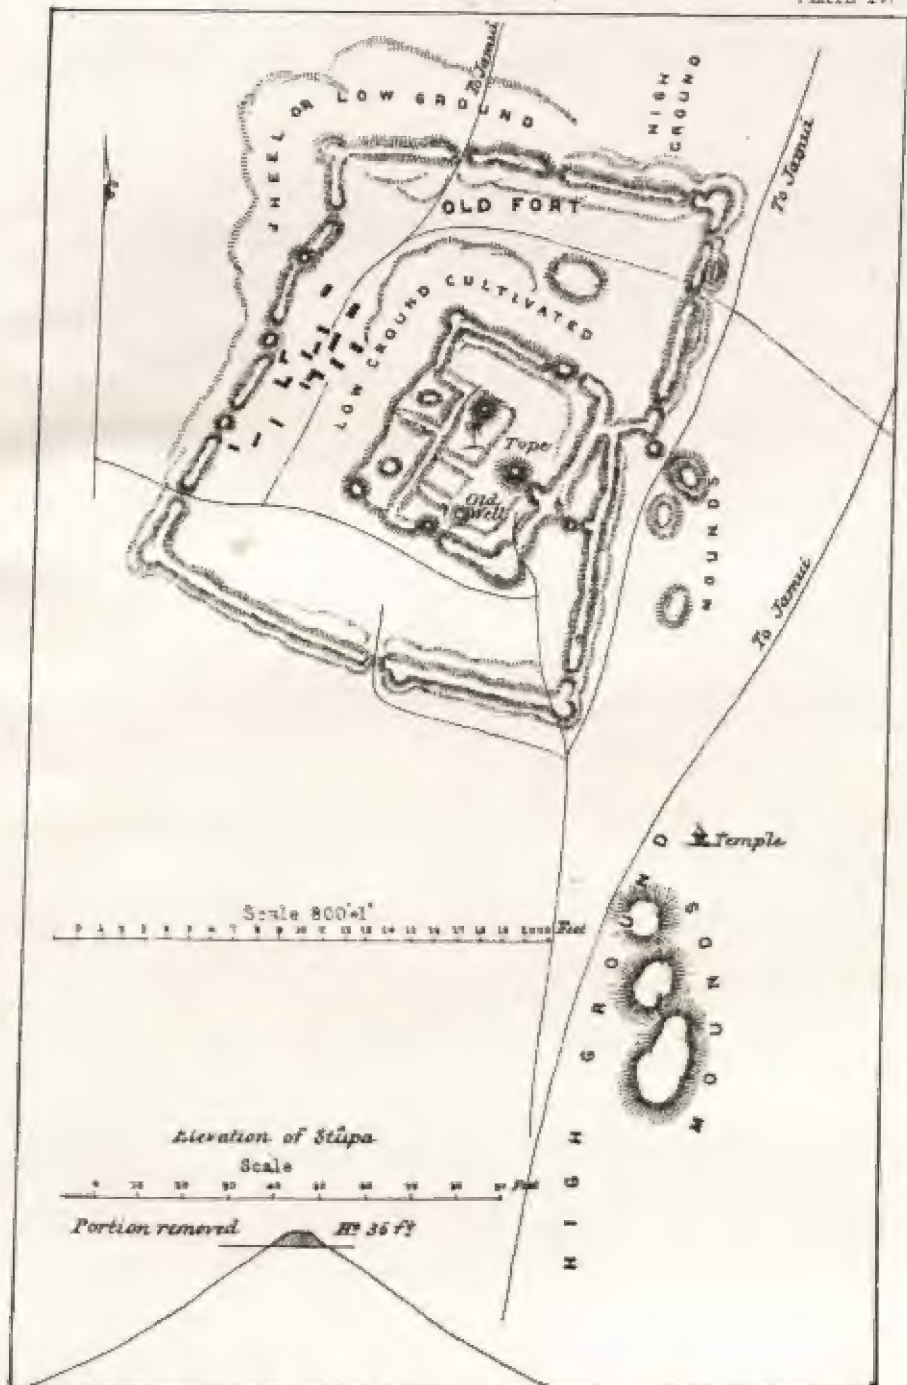 To Jamui
JHEEL OR LOW GROUND
HIGH
GROUND
To Jamui
OLD FORT
LOW GROUND CULTIVATED
Tope
Old
Well
MOUNDS
To Jamui
Temple
Scale 800'=1"
Feet
HIGH GROUND
MOUNDS
Elevation of Stûpa
Scale
Feet
Portion removed Ht. 36 ft